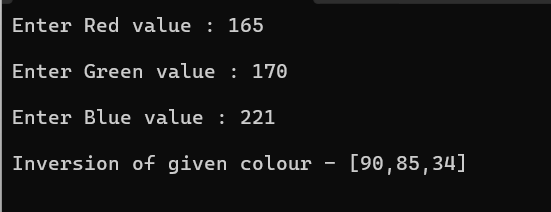 Enter Red value : 165
Enter Green value : 170
Enter Blue value : 221
Inversion of given colour - [90,85,34]